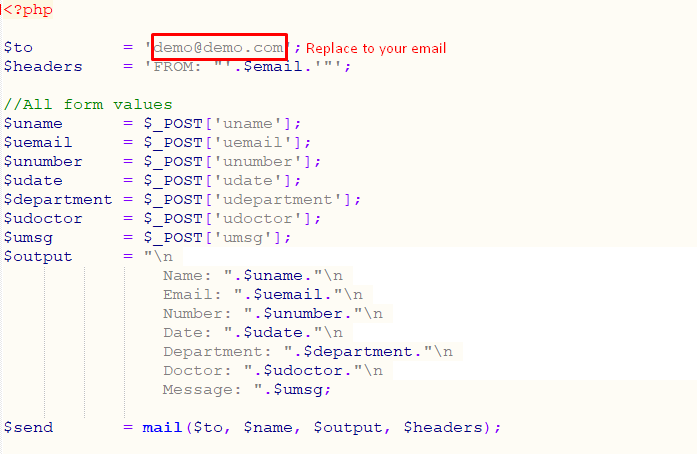 <?php
$to = 'demo@demo.com'; Replace to your email
$headers = 'FROM: "'.$email.'"';
//All form values
$uname = $_POST['uname'];
$uemail = $_POST['uemail'];
$unumber = $_POST['unumber'];
$udate = $_POST['udate'];
$department = $_POST['udepartment'];
$udoctor = $_POST['udoctor'];
$umsg = $_POST['umsg'];
$output = "\n
Name: ".$uname."\n
Email: ".$uemail."\n
Number: ".$unumber."\n
Date: ".$udate."\n
Department: ".$department."\n
Doctor: ".$udoctor."\n
Message: ".$umsg;
$send = mail($to, $name, $output, $headers);